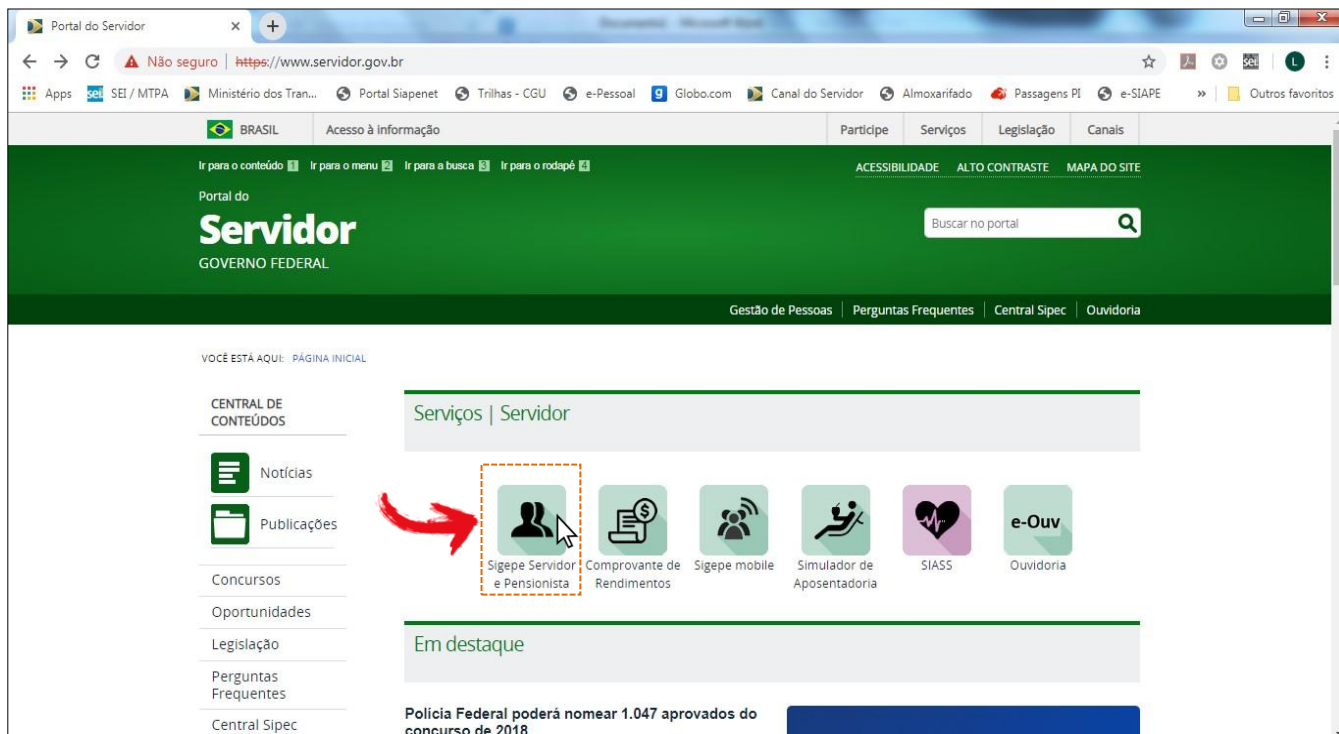 Portal do Servidor
Não seguro | https://www.servidor.gov.br
Apps SEI / MTPA Ministério dos Tran... Portal Siapenet Trilhas - CGU e-Pessoal Globo.com Canal do Servidor Almoxarifado Passagens PI e-SIAPE » Outros favoritos
BRASIL Acesso à informação Participe Serviços Legislação Canais
Ir para o conteúdo 1 Ir para o menu 2 Ir para a busca 3 Ir para o rodapé 4 ACESSIBILIDADE ALTO CONTRASTE MAPA DO SITE
Portal do
Servidor
GOVERNO FEDERAL
Buscar no portal
Gestão de Pessoas | Perguntas Frequentes | Central Sipec | Ouvidoria
VOCÊ ESTÁ AQUI: PÁGINA INICIAL
CENTRAL DE
CONTEÚDOS
Notícias
Publicações
Concursos
Oportunidades
Legislação
Perguntas
Frequentes
Central Sipec
Serviços | Servidor
Sigepe Servidor
e Pensionista
Comprovante de
Rendimentos
Sigepe mobile
Simulador de
Aposentadoria
SIASS
e-Ouv
Ouvidoria
Em destaque
Polícia Federal poderá nomear 1.047 aprovados do
concurso de 2018